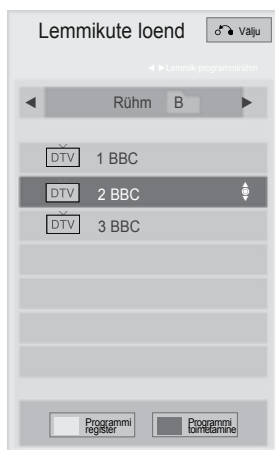 Lemmikute loend
Välju
◄ ►Lemmik-programmirühm
◄ Rühm B ►
DTV 1 BBC
DTV 2 BBC
DTV 3 BBC
Programmi register
Programmi toimetamine